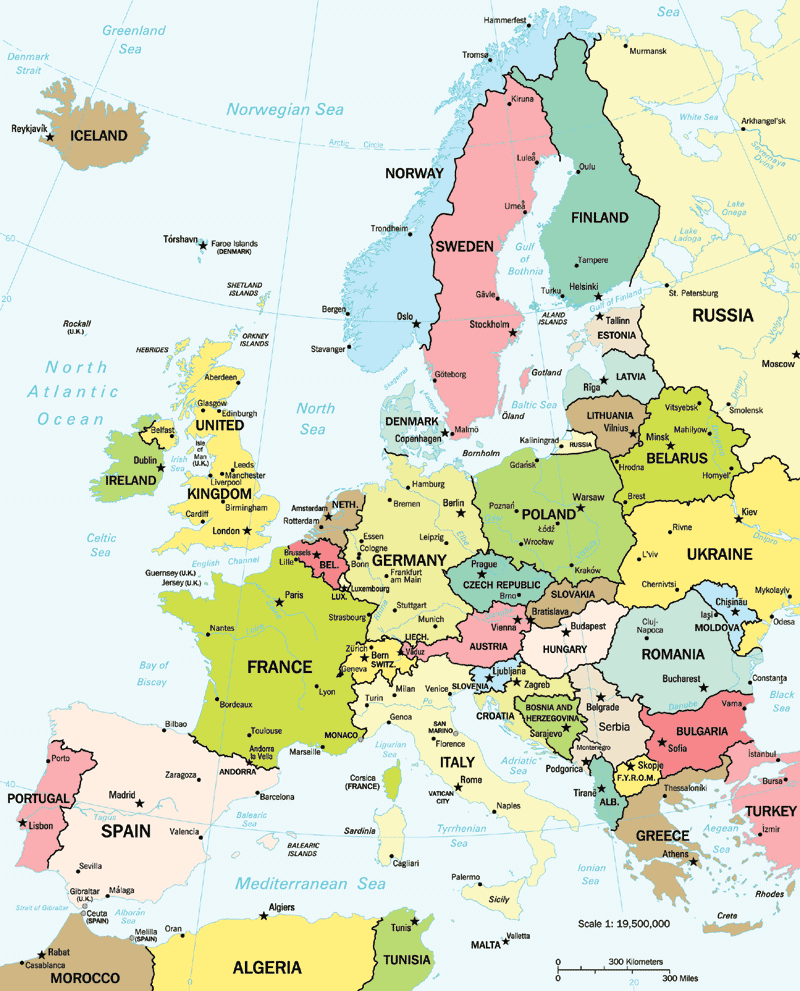 Greenland
Sea
Denmark
Strait
Reykjavík
ICELAND
Norwegian Sea
Arctic Circle
Hammerfest
Sea
Tromsø
Murmansk
Kiruna
White Sea
Arkhangel'sk
Severnaya
Dvina
NORWAY
Luleå
Oulu
Umeå
FINLAND
Lake
Onega
Lake
Ladoga
Tórshavn
Faroe Islands
(DENMARK)
Trondheim
SWEDEN
Gulf
of
Bothnia
Tampere
60
60
20
SHETLAND
ISLANDS
Gävle
Turku
Helsinki
Gulf of Finland
St. Petersburg
Bergen
Oslo
Stockholm
ALAND
ISLANDS
Tallinn
ESTONIA
RUSSIA
Volga
Rockall
(U.K.)
HEBRIDES
ORKNEY
ISLANDS
Stavanger
Moscow
North
Atlantic
Ocean
Aberdeen
Skagerrak
Göteborg
Gotland
Rīga
LATVIA
Glasgow
Edinburgh
UNITED
KINGDOM
North
Sea
Kattegat
DENMARK
Copenhagen
Malmö
Öland
Baltic Sea
LITHUANIA
Vilnius
Vitsyebsk
Smolensk
Belfast
Isle
of
Man
(U.K.)
Irish
Sea
Dublin
IRELAND
Leeds
Manchester
Liverpool
Birmingham
Cardiff
London
Bornholm
Kaliningrad
RUSSIA
Minsk
Mahilyow
BELARUS
Hrodna
Homyel'
Gdańsk
Hamburg
Bremen
Berlin
Amsterdam
NETH.
Rotterdam
Poznań
Warsaw
POLAND
Łódź
Wrocław
Brest
Kiev
Rivne
Dnipro
Celtic
Sea
English Channel
Guernsey (U.K.)
Jersey (U.K.)
Brussels
Lille
BEL.
Essen
Cologne
Bonn
Leipzig
Elbe
GERMANY
Frankfurt
am Main
Prague
CZECH REPUBLIC
Brno
Kraków
L'viv
UKRAINE
Chernivtsi
LUX.
Luxembourg
Paris
Strasbourg
Stuttgart
Munich
SLOVAKIA
Bratislava
Vienna
AUSTRIA
Budapest
HUNGARY
Chişinău
Iaşi
MOLDOVA
Mykolayiv
Odesa
Nantes
FRANCE
Zürich
LIECH.
Vaduz
Bern
SWITZ.
Geneva
Cluj-
Napoca
ROMANIA
Bucharest
Constanţa
Bay of
Biscay
Lyon
Bordeaux
Turin
Milan
Venice
Po
Genoa
Ljubljana
SLOVENIA
Zagreb
CROATIA
BOSNIA AND
HERZEGOVINA
Sarajevo
Belgrade
Serbia
Danube
Varna
Black
Sea
BULGARIA
Sofia
Bilbao
Toulouse
Andorra
la Vella
ANDORRA
Marseille
MONACO
SAN
MARINO
Florence
Ligurian
Sea
Corsica
(FRANCE)
ITALY
Rome
VATICAN
CITY
Adriatic
Sea
Montenegro
Podgorica
Skopje
F.Y.R.O.M.
Tiranë
ALB.
Thessaloniki
İstanbul
Bursa
TURKEY
İzmir
Porto
40
40
PORTUGAL
Lisbon
Tagus
Madrid
Zaragoza
Barcelona
SPAIN
Valencia
Balearic
Sea
BALEARIC
ISLANDS
Sardinia
Cagliari
Naples
Tyrrhenian
Sea
GREECE
Athens
Aegean
Sea
Ionian
Sea
Sevilla
Gibraltar
(U.K.)
Málaga
Strait of Gibraltar
Ceuta
(SPAIN)
Alborán
Sea
Melilla
(SPAIN)
Mediterranean Sea
Palermo
Sicily
Rhodes
Crete
Oran
Algiers
Tunis
MALTA
Valletta
Rabat
Casablanca
MOROCCO
0
ALGERIA
TUNISIA
Scale 1: 19,500,000
0
300 Kilometers
0
300 Miles
20